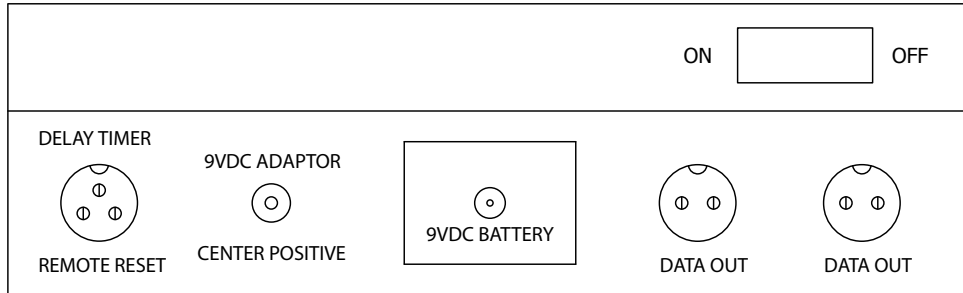 ON OFF
DELAY TIMER
9VDC ADAPTOR
9VDC BATTERY
CENTER POSITIVE
REMOTE RESET
DATA OUT
DATA OUT